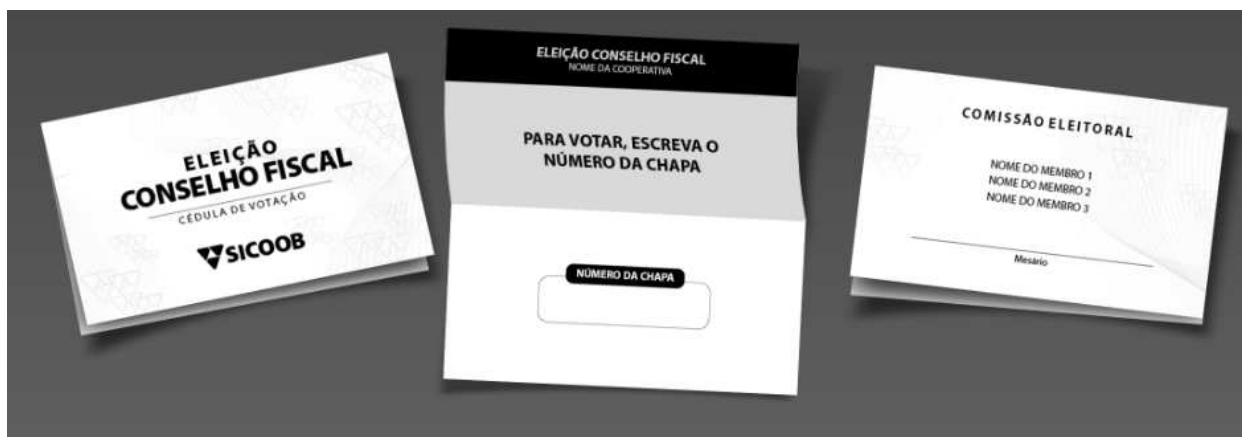 ELEIÇÃO
CONSELHO FISCAL
CÉDULA DE VOTAÇÃO
SICOOB
ELEIÇÃO CONSELHO FISCAL
NOME DA COOPERATIVA
PARA VOTAR, ESCREVA O
NÚMERO DA CHAPA
NÚMERO DA CHAPA
COMISSÃO ELEITORAL
NOME DO MEMBRO 1
NOME DO MEMBRO 2
NOME DO MEMBRO 3
Mesário